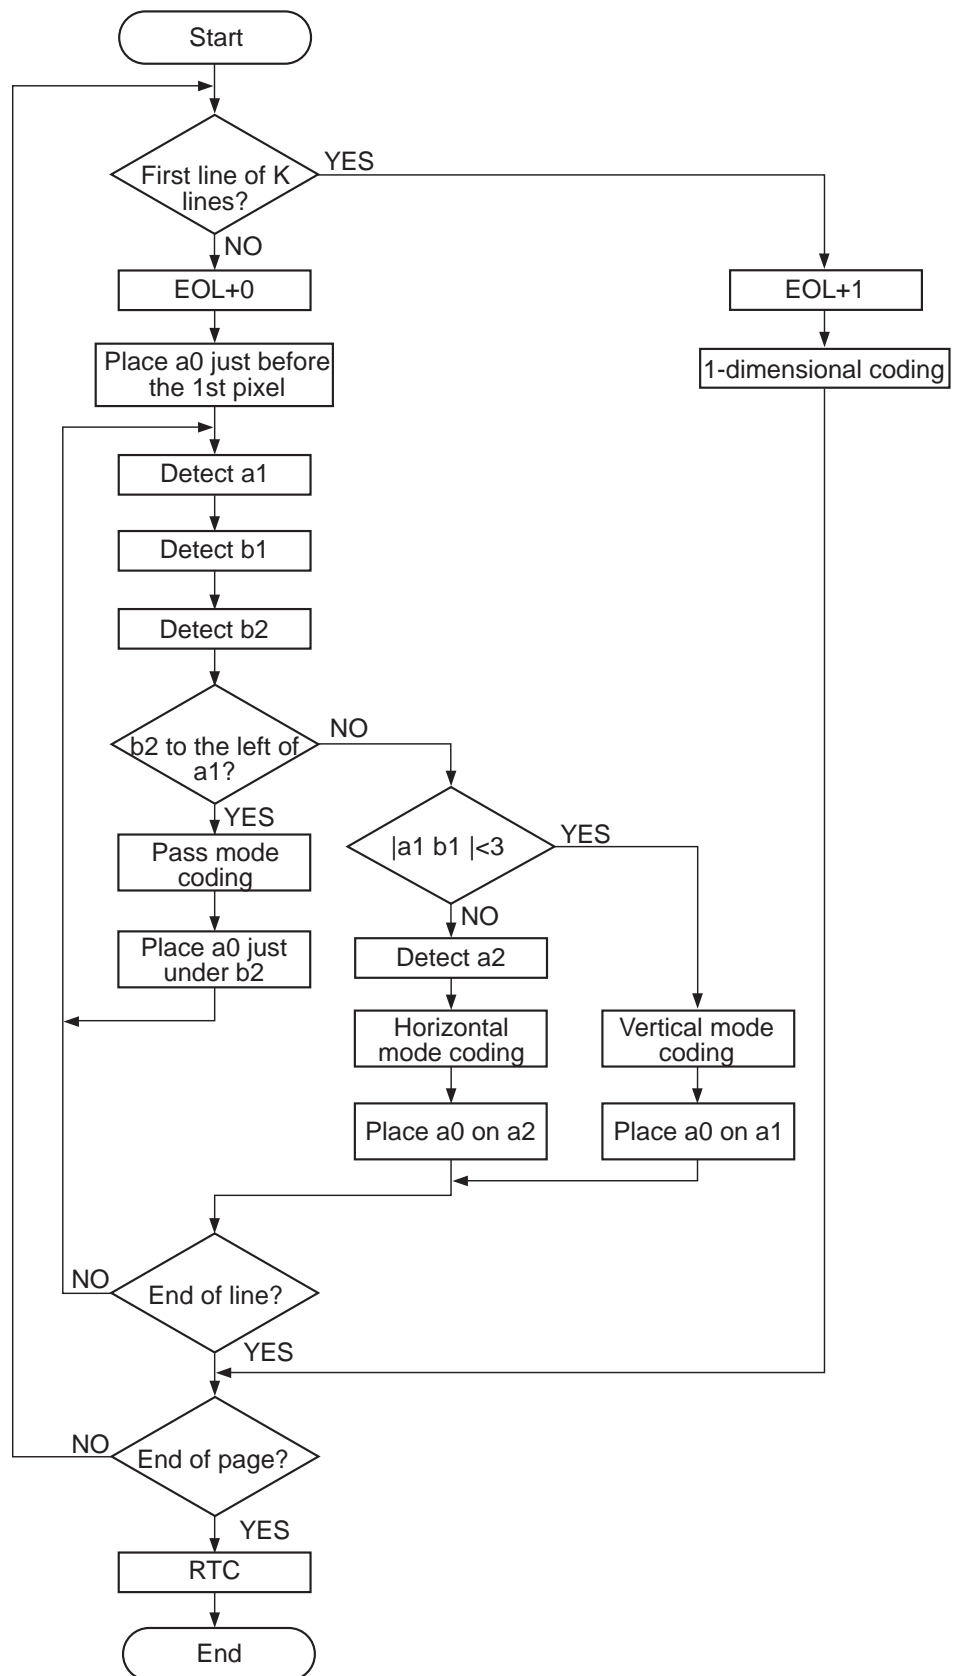 Start
First line of K
lines?
YES
NO
EOL+0
EOL+1
Place a0 just before
the 1st pixel
1-dimensional coding
Detect a1
Detect b1
Detect b2
b2 to the left of
a1?
NO
YES
|a1 b1 |<3
YES
NO
Pass mode
coding
Place a0 just
under b2
Detect a2
Horizontal
mode coding
Vertical mode
coding
Place a0 on a2
Place a0 on a1
End of line?
NO
YES
End of page?
NO
YES
RTC
End